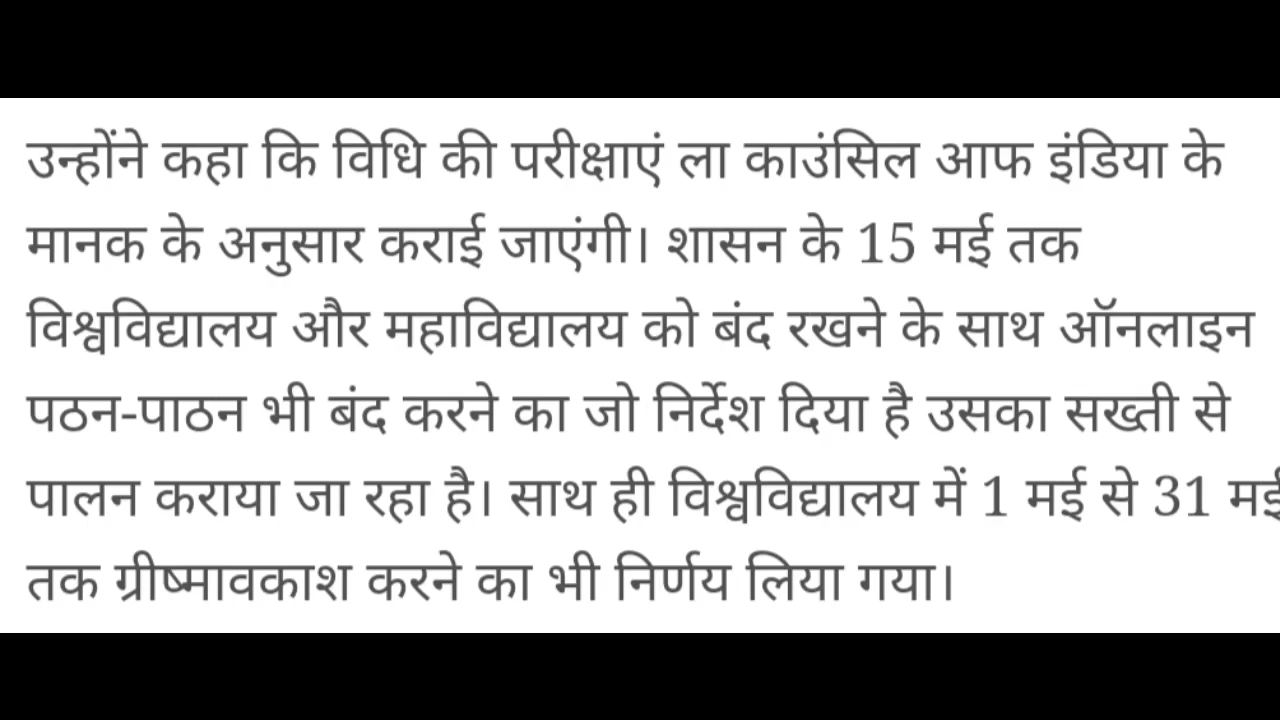 उन्होंने कहा कि विधि की परीक्षाएं ला काउंसिल आफ इंडिया के
मानक के अनुसार कराई जाएंगी। शासन के 15 मई तक
विश्वविद्यालय और महाविद्यालय को बंद रखने के साथ ऑनलाइन
पठन-पाठन भी बंद करने का जो निर्देश दिया है उसका सख्ती से
पालन कराया जा रहा है। साथ ही विश्वविद्यालय में 1 मई से 31 मई
तक ग्रीष्मावकाश करने का भी निर्णय लिया गया।